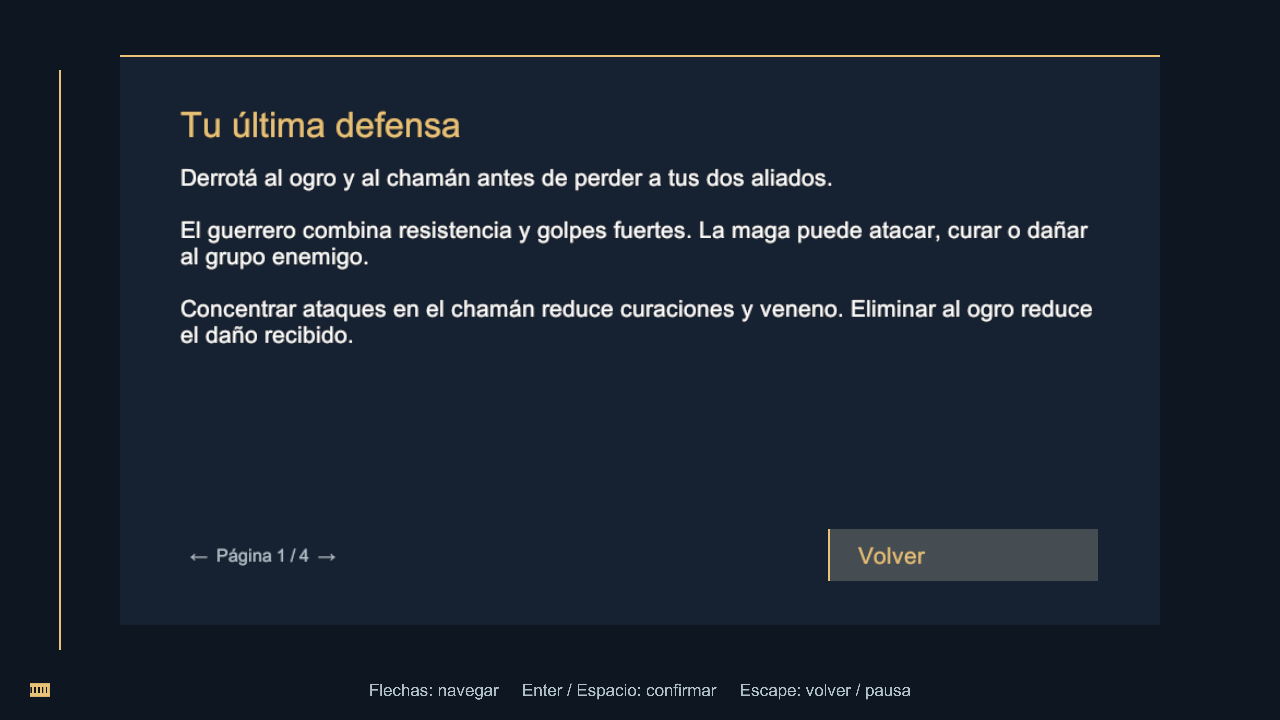 Tu última defensa
Derrotá al ogro y al chamán antes de perder a tus dos aliados.
El guerrero combina resistencia y golpes fuertes. La maga puede atacar, curar o dañar
al grupo enemigo.
Concentrar ataques en el chamán reduce curaciones y veneno. Eliminar al ogro reduce
el daño recibido.
← Página 1 / 4 →
Volver
Flechas: navegar Enter / Espacio: confirmar Escape: volver / pausa